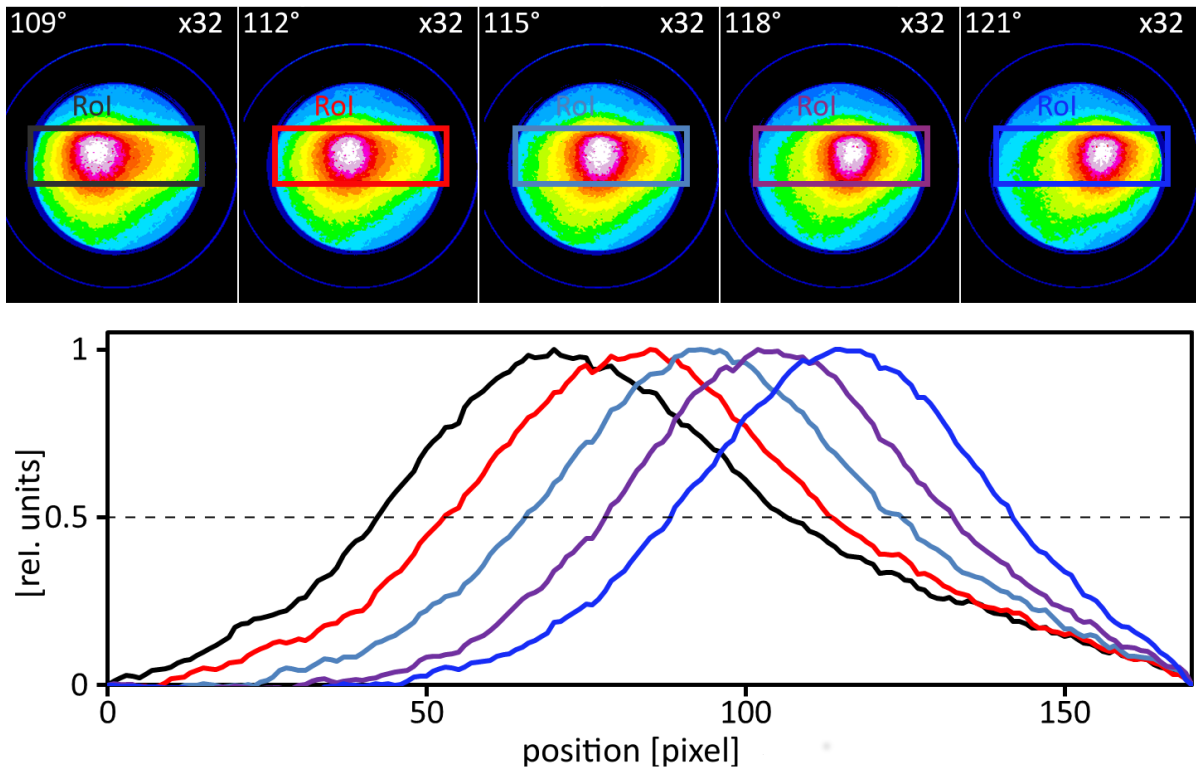 109° x32 112° x32 115° x32 118° x32 121° x32
RoI RoI RoI RoI RoI
1
0.5
0
[rel. units]
0 50 100 150
position [pixel]